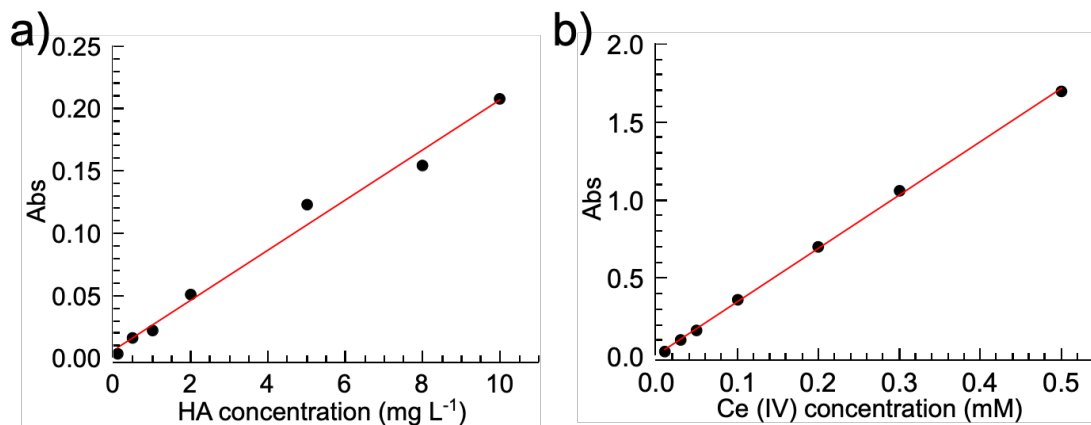 a)
0.25
0.20
0.15
0.10
0.05
0.00
Abs
0 2 4 6 8 10
HA concentration (mg L⁻¹)
b)
2.0
1.5
1.0
0.5
0.0
Abs
0.0 0.1 0.2 0.3 0.4 0.5
Ce (IV) concentration (mM)